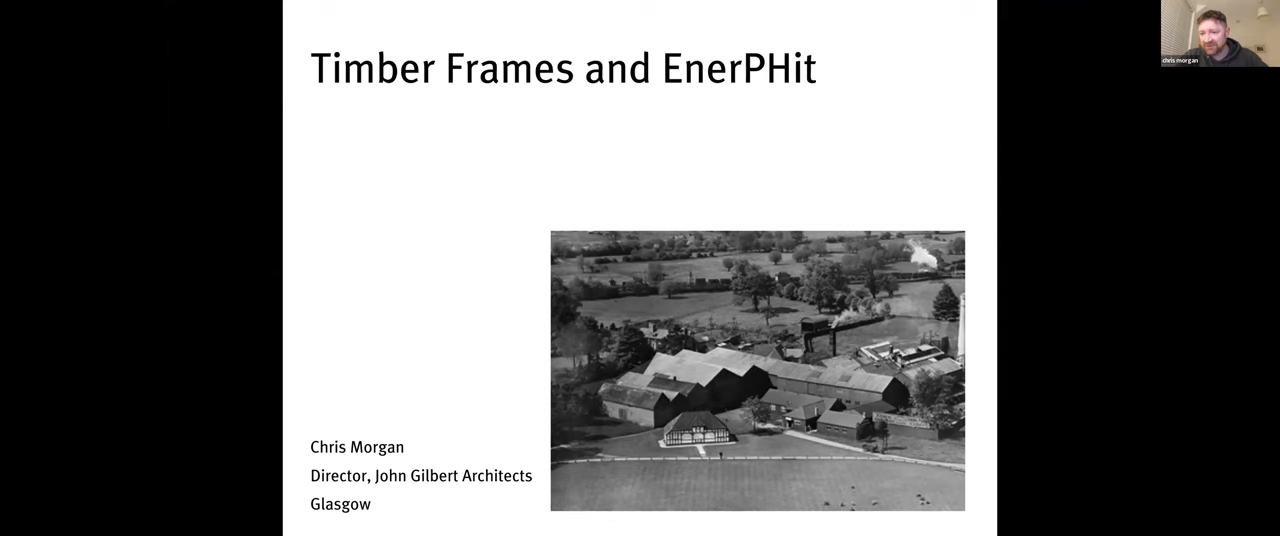 Timber Frames and EnerPHit
chris morgan
Chris Morgan
Director, John Gilbert Architects
Glasgow